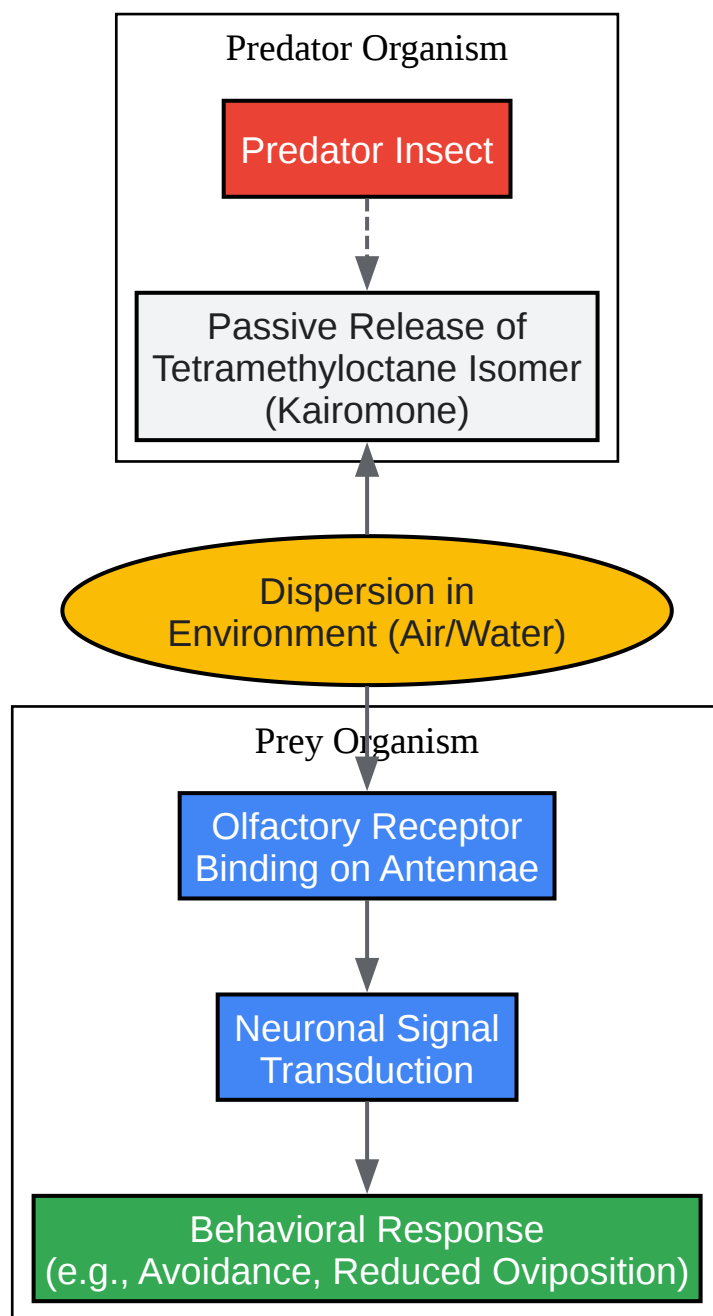 Predator Organism
Predator Insect
Passive Release of
Tetramethyloctane Isomer
(Kairomone)
Dispersion in
Environment (Air/Water)
Prey Organism
Olfactory Receptor
Binding on Antennae
Neuronal Signal
Transduction
Behavioral Response
(e.g., Avoidance, Reduced Oviposition)